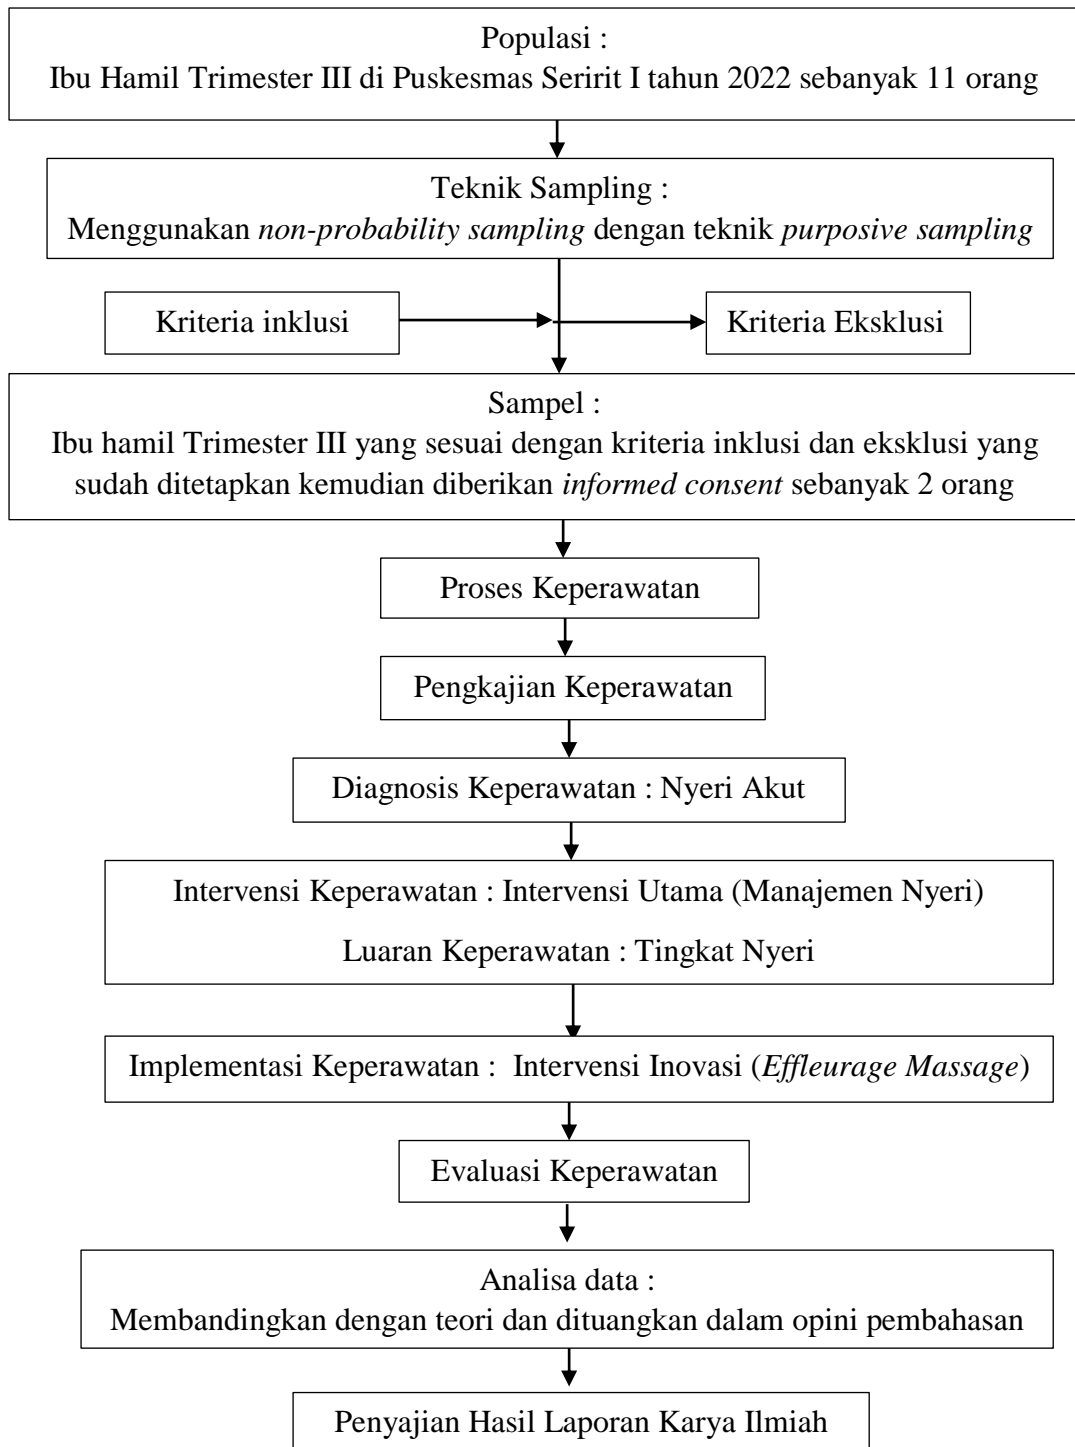 Populasi :
Ibu Hamil Trimester III di Puskesmas Seririt I tahun 2022 sebanyak 11 orang
Teknik Sampling :
Menggunakan non-probability sampling dengan teknik purposive sampling
Kriteria inklusi
Kriteria Eksklusi
Sampel :
Ibu hamil Trimester III yang sesuai dengan kriteria inklusi dan eksklusi yang
sudah ditetapkan kemudian diberikan informed consent sebanyak 2 orang
Proses Keperawatan
Pengkajian Keperawatan
Diagnosis Keperawatan : Nyeri Akut
Intervensi Keperawatan : Intervensi Utama (Manajemen Nyeri)
Luaran Keperawatan : Tingkat Nyeri
Implementasi Keperawatan : Intervensi Inovasi (Effleurage Massage)
Evaluasi Keperawatan
Analisa data :
Membandingkan dengan teori dan dituangkan dalam opini pembahasan
Penyajian Hasil Laporan Karya Ilmiah